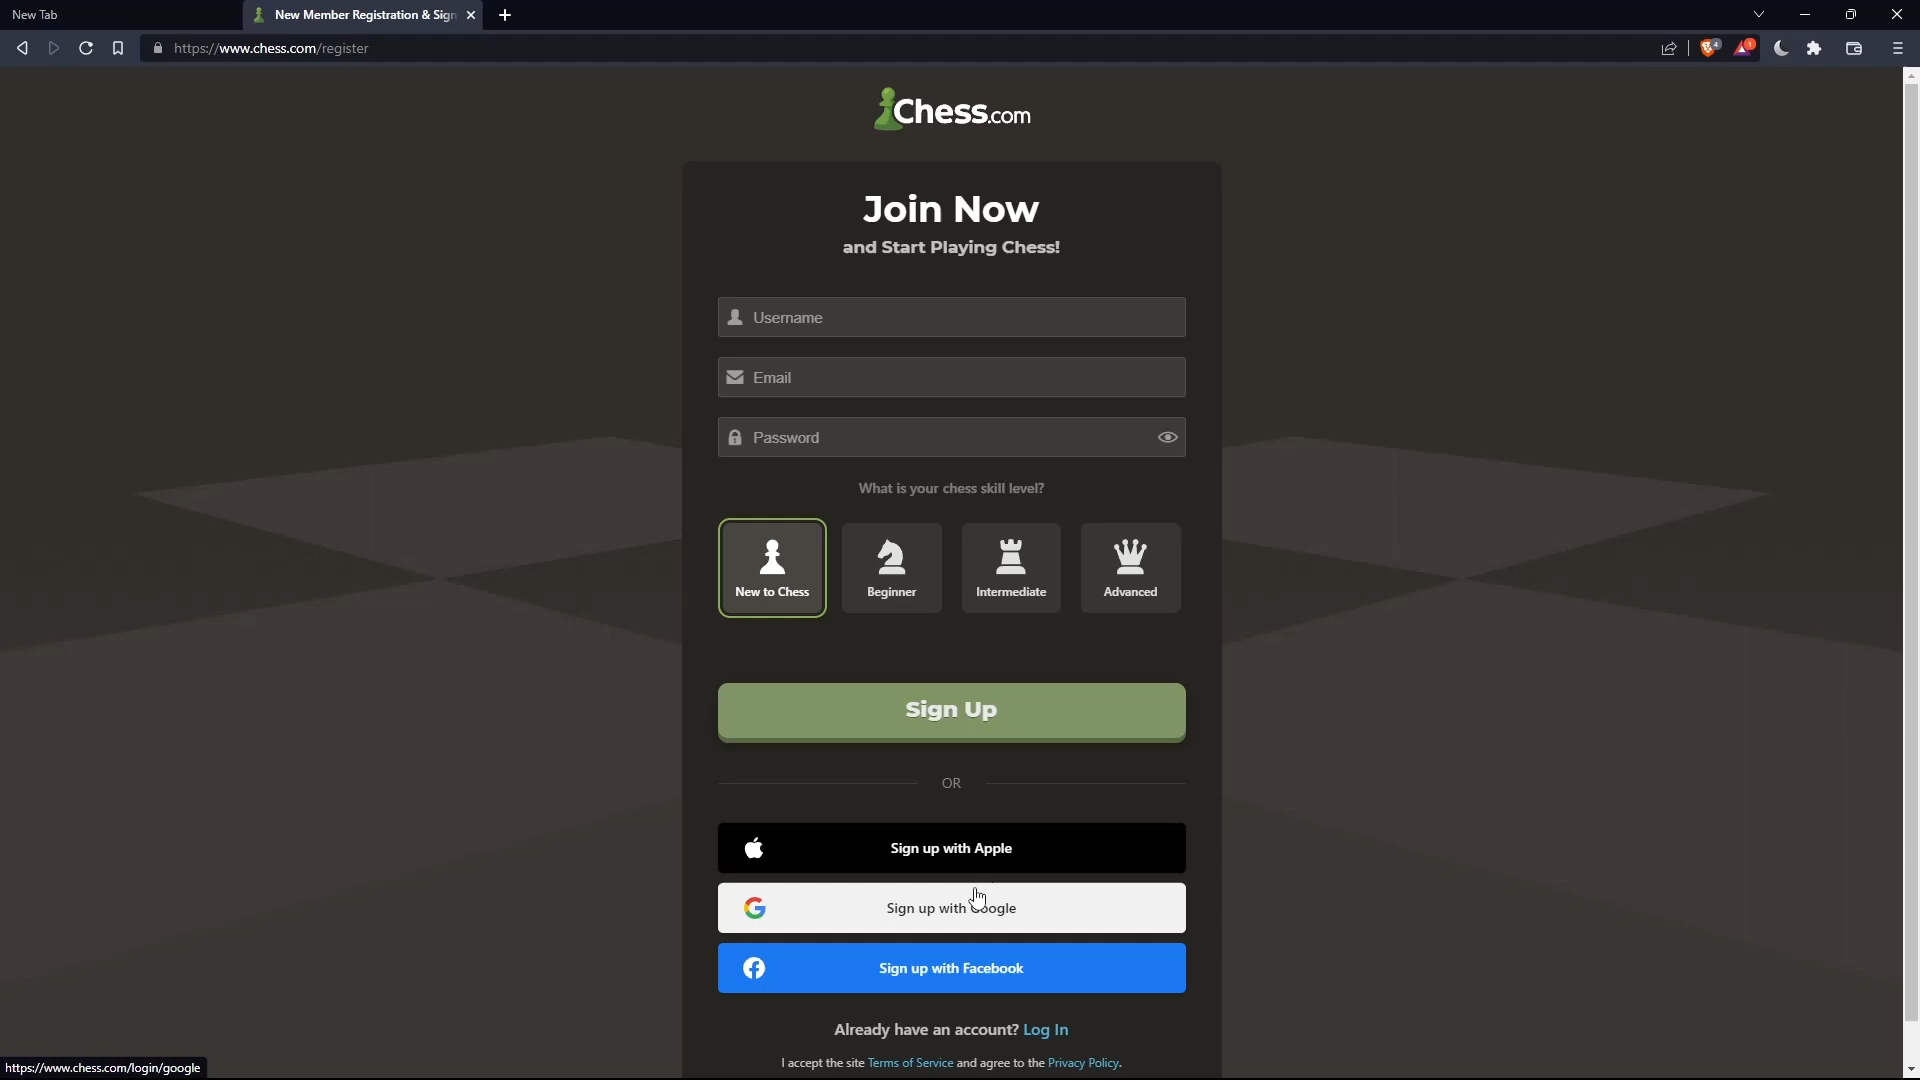 New Tab
New Member Registration & Sign
https://www.chess.com/register
4
1
Chess.com
Join Now
and Start Playing Chess!
Username
Email
Password
What is your chess skill level?
New to Chess
Beginner
Intermediate
Advanced
Sign Up
OR
Sign up with Apple
Sign up with Google
Sign up with Facebook
Already have an account? Log In
I accept the site Terms of Service and agree to the Privacy Policy.
https://www.chess.com/login/google